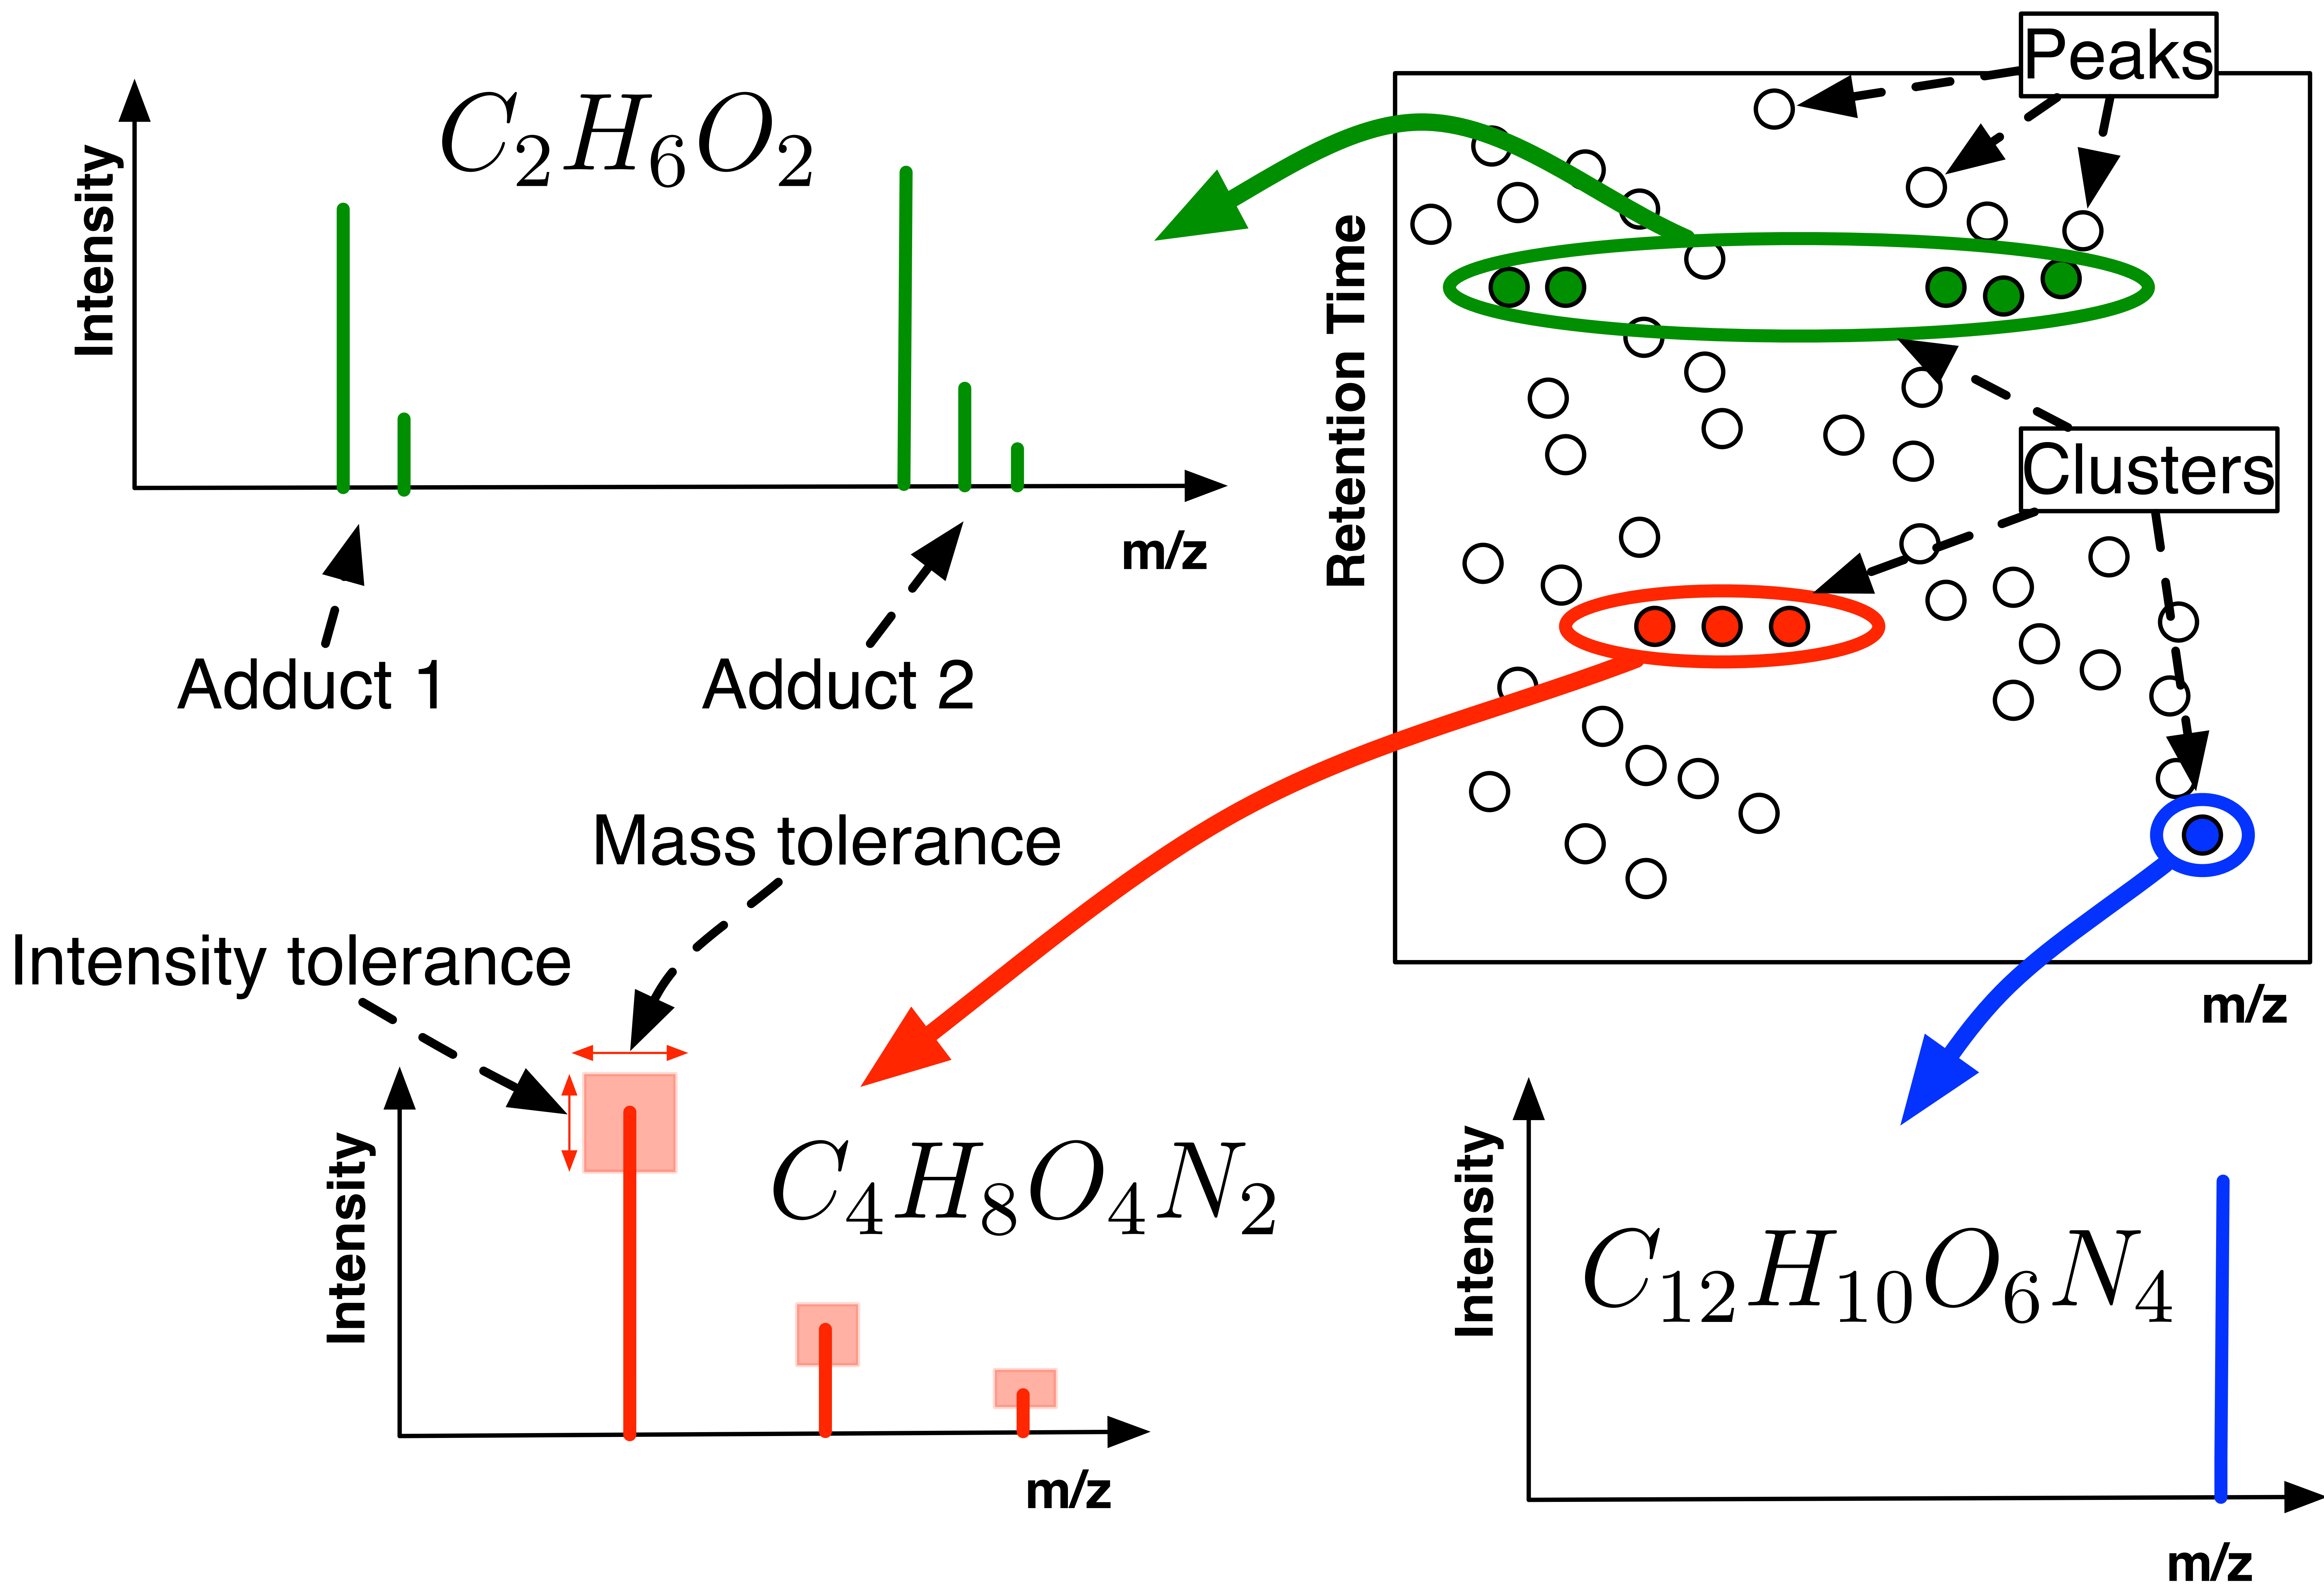 Peaks
C2H6O2
Intensity
m/z
Adduct 1
Adduct 2
Retention Time
Clusters
m/z
Mass tolerance
Intensity tolerance
Intensity
C4H8O4N2
m/z
Intensity
C12H10O6N4
m/z